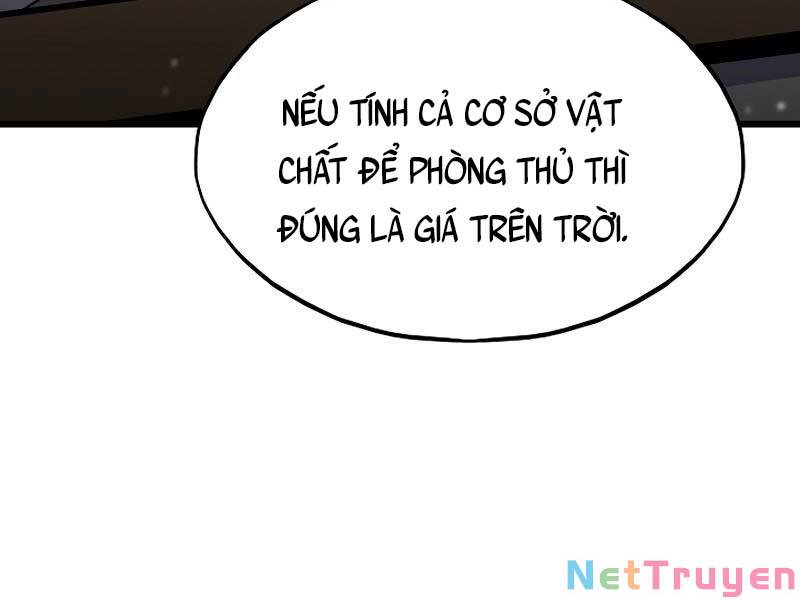 NẾU TÍNH CẢ CƠ SỞ VẬT
CHẤT ĐỂ PHÒNG THỦ THÌ
ĐÚNG LÀ GIÁ TRÊN TRỜI.
NetTruyen